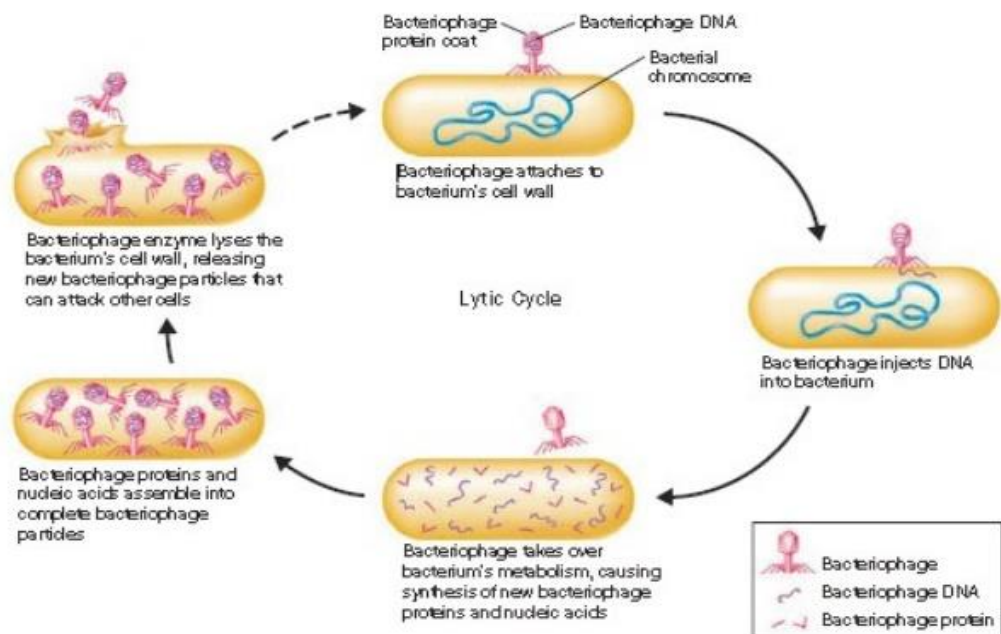 Bacteriophage
protein coat
Bacteriophage DNA
Bacterial
chromosome
Bacteriophage attaches to
bacterium's cell wall
Bacteriophage injects DNA
into bacterium
Bacteriophage takes over
bacterium's metabolism, causing
synthesis of new bacteriophage
proteins and nucleic acids
Bacteriophage proteins and
nucleic acids assemble into
complete bacteriophage
particles
Bacteriophage enzyme lyses the
bacterium's cell wall, releasing
new bacteriophage particles that
can attack other cells
Lytic Cycle
Bacteriophage
Bacteriophage DNA
Bacteriophage protein